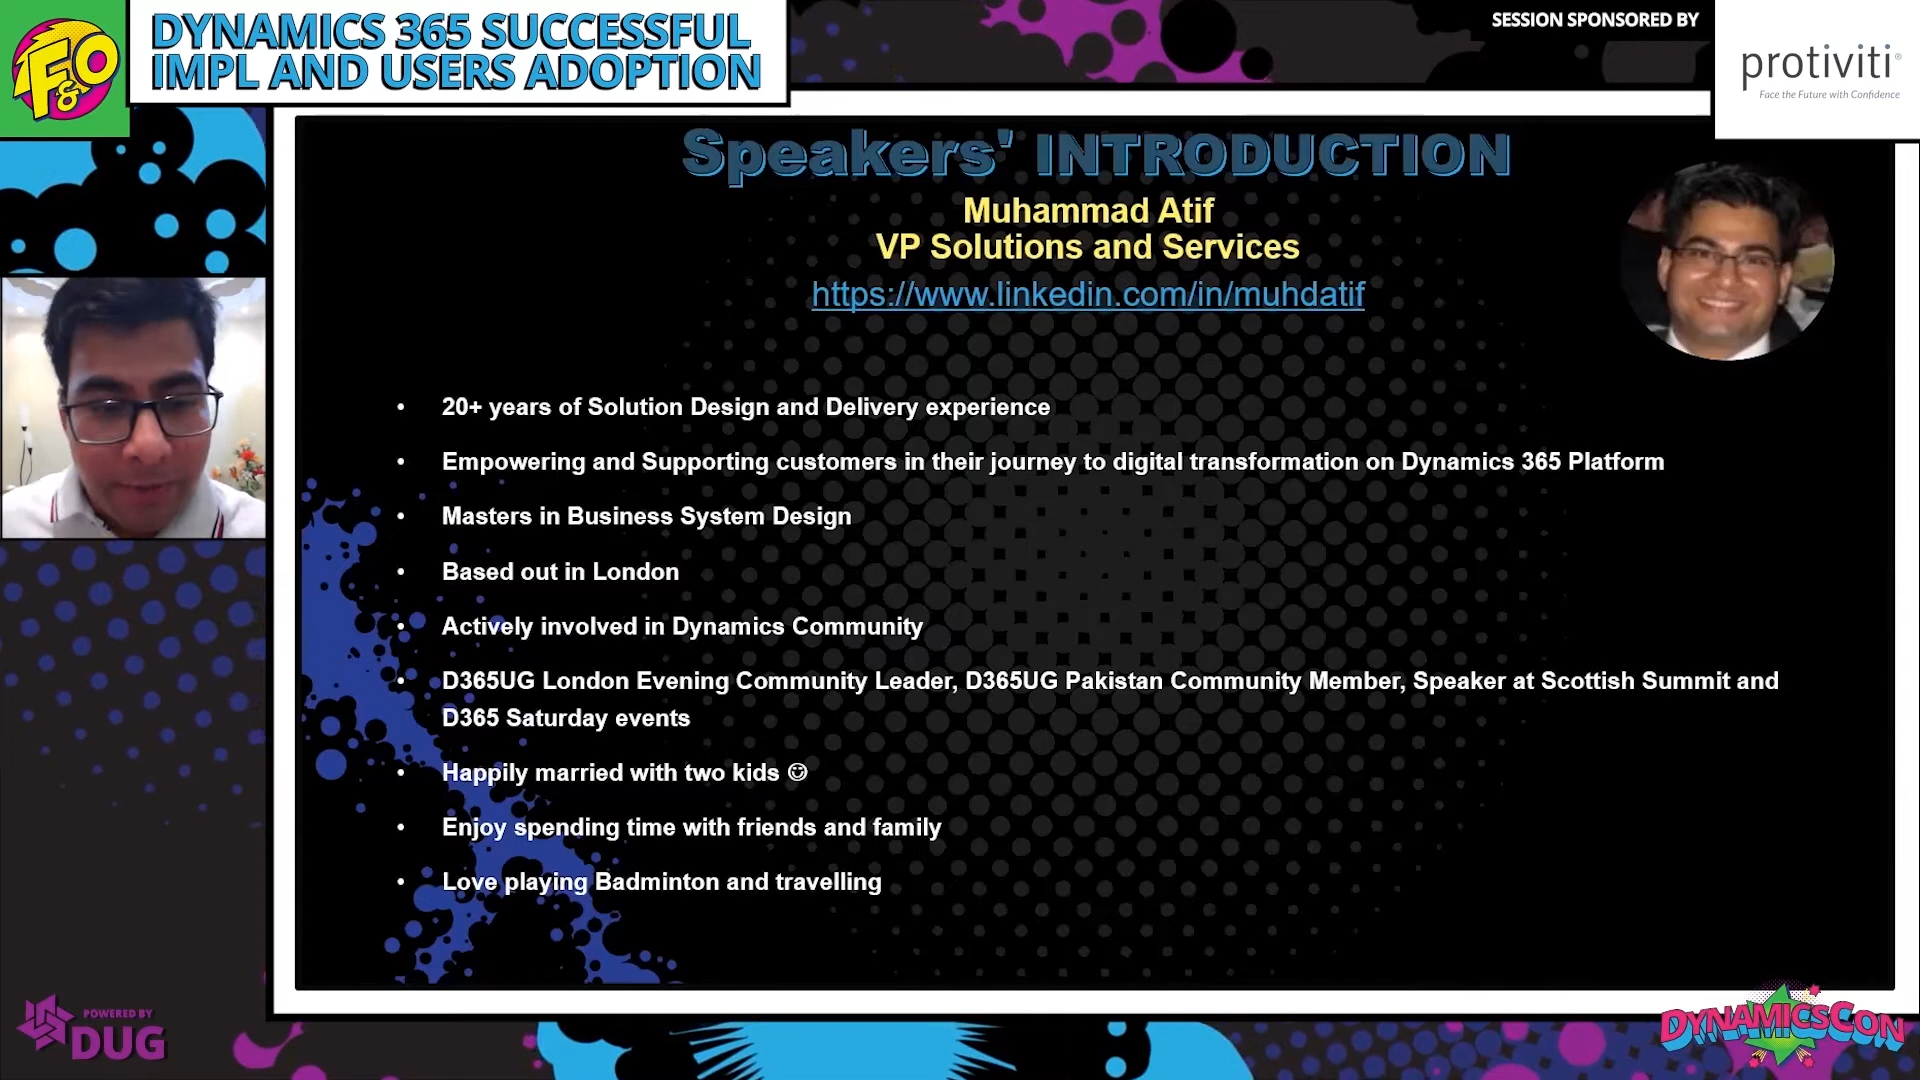 F&O
DYNAMICS 365 SUCCESSFUL
IMPL AND USERS ADOPTION
SESSION SPONSORED BY
protiviti®
Face the Future with Confidence
Speakers' INTRODUCTION
Muhammad Atif
VP Solutions and Services
https://www.linkedin.com/in/muhdatif
• 20+ years of Solution Design and Delivery experience
• Empowering and Supporting customers in their journey to digital transformation on Dynamics 365 Platform
• Masters in Business System Design
• Based out in London
• Actively involved in Dynamics Community
• D365UG London Evening Community Leader, D365UG Pakistan Community Member, Speaker at Scottish Summit and
D365 Saturday events
• Happily married with two kids ☺
• Enjoy spending time with friends and family
• Love playing Badminton and travelling
POWERED BY
DUG
DYNAMICSCON